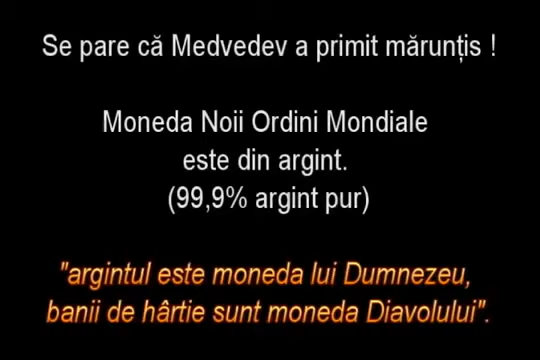 Se pare că Medvedev a primit mărunțis !
Moneda Noii Ordini Mondiale
este din argint.
(99,9% argint pur)
"argintul este moneda lui Dumnezeu,
banii de hârtie sunt moneda Diavolului".